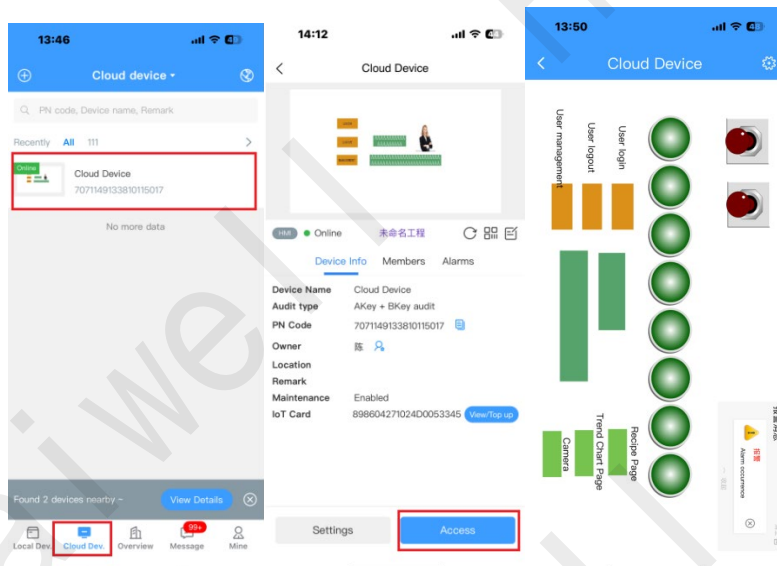 13:46
Cloud device
PN code, Device name, Remark
Recently All 111
Online
Cloud Device
7071149133810115017
No more data
Found 2 devices nearby ~
View Details
Local Dev.
Cloud Dev.
Overview
99+
Message
Mine
14:12
Cloud Device
HMI
Online
未命名工程
Device Info Members Alarms
Device Name Cloud Device
Audit type AKey + BKey audit
PN Code 7071149133810115017
Owner 陈
Location
Remark
Maintenance Enabled
IoT Card 898604271024D0053345 View/Top up
Settings
Access
13:50
Cloud Device
User management
User logout
User login
Camera
Trend Chart Page
Recipe Page
报警
Alarm occurrence